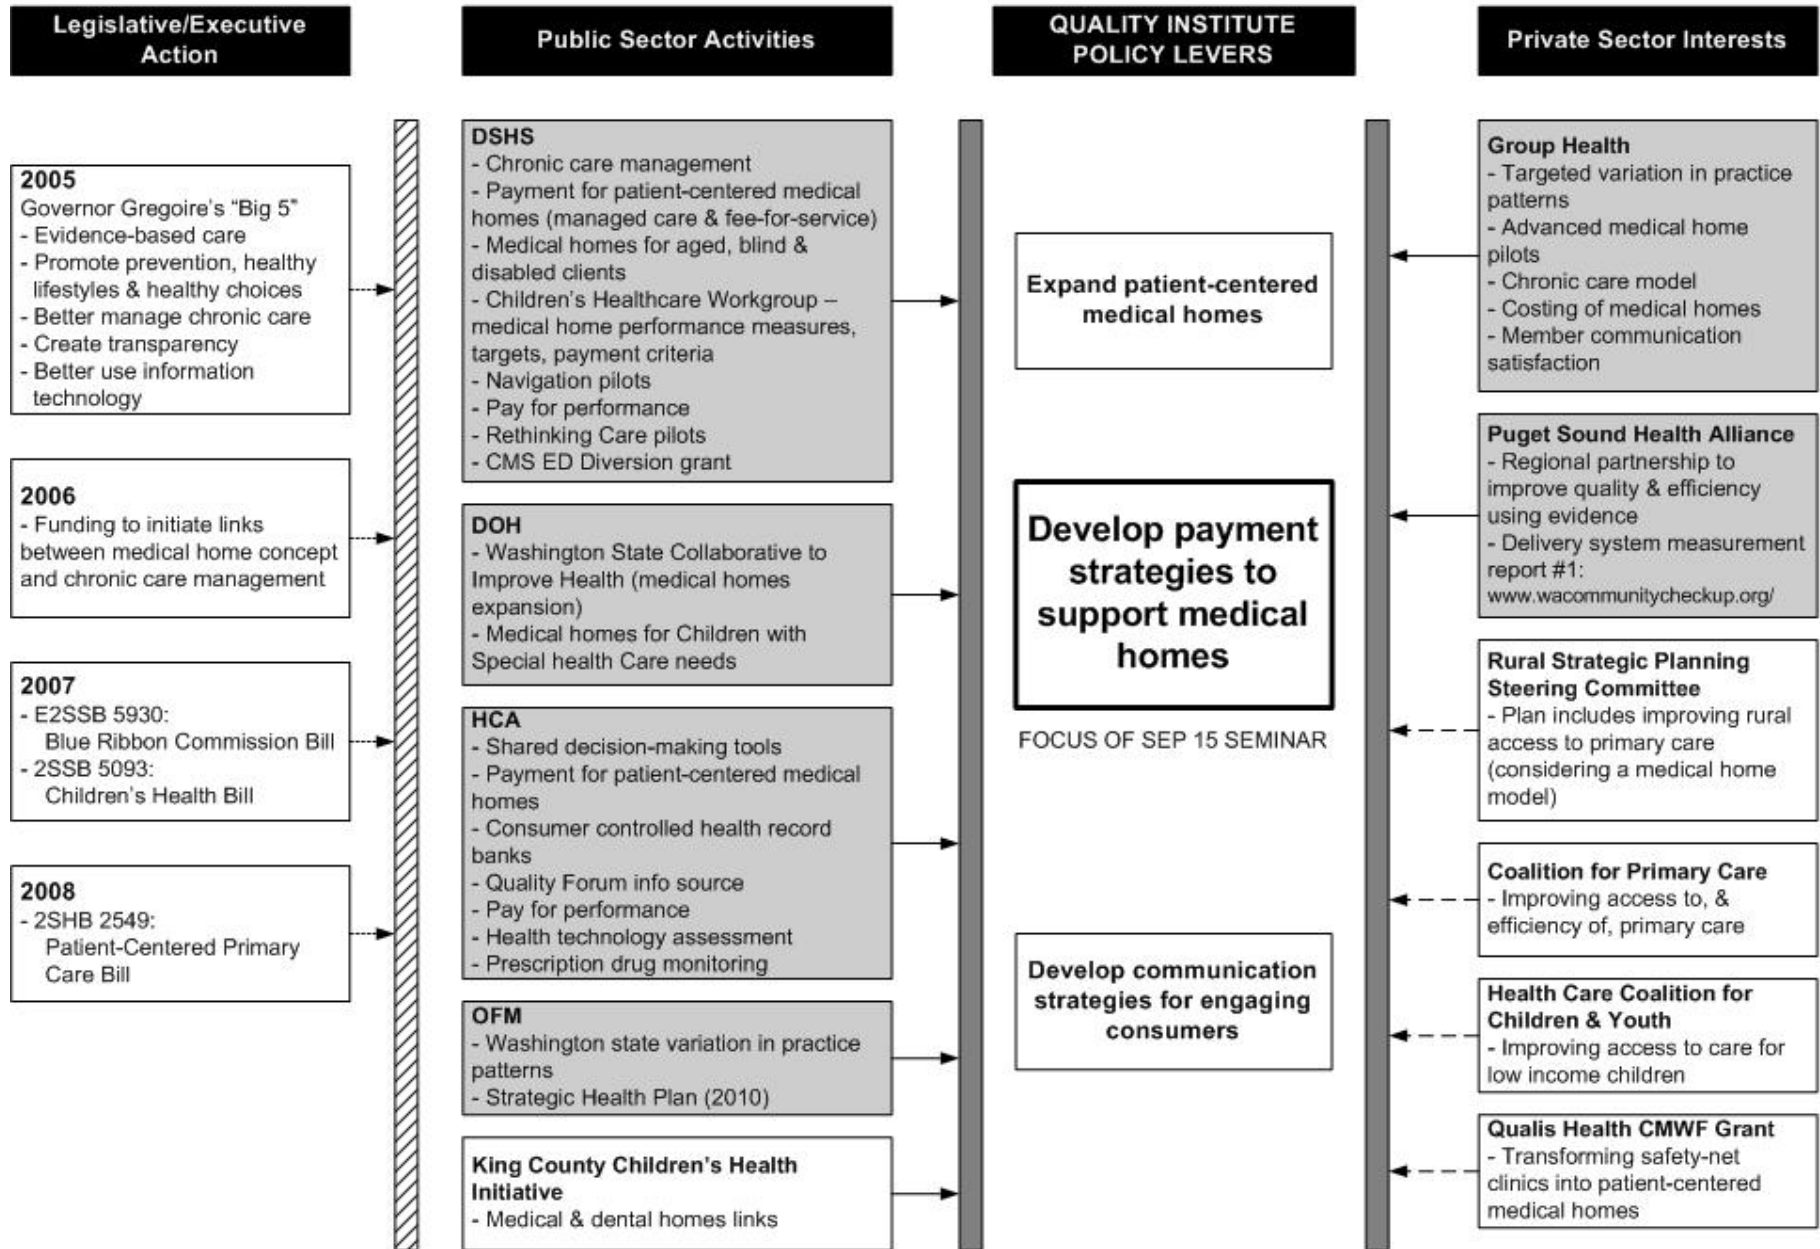 Legislative/Executive
Action
Public Sector Activities
QUALITY INSTITUTE
POLICY LEVERS
Private Sector Interests
2005
Governor Gregoire’s “Big 5”
- Evidence-based care
- Promote prevention, healthy
lifestyles & healthy choices
- Better manage chronic care
- Create transparency
- Better use information
technology
2006
- Funding to initiate links
between medical home concept
and chronic care management
2007
- E2SSB 5930:
Blue Ribbon Commission Bill
- 2SSB 5093:
Children’s Health Bill
2008
- 2SHB 2549:
Patient-Centered Primary
Care Bill
DSHS
- Chronic care management
- Payment for patient-centered medical
homes (managed care & fee-for-service)
- Medical homes for aged, blind &
disabled clients
- Children’s Healthcare Workgroup –
medical home performance measures,
targets, payment criteria
- Navigation pilots
- Pay for performance
- Rethinking Care pilots
- CMS ED Diversion grant
DOH
- Washington State Collaborative to
Improve Health (medical homes
expansion)
- Medical homes for Children with
Special health Care needs
HCA
- Shared decision-making tools
- Payment for patient-centered medical
homes
- Consumer controlled health record
banks
- Quality Forum info source
- Pay for performance
- Health technology assessment
- Prescription drug monitoring
OFM
- Washington state variation in practice
patterns
- Strategic Health Plan (2010)
King County Children’s Health
Initiative
- Medical & dental homes links
Expand patient-centered
medical homes
Develop payment
strategies to
support medical
homes
FOCUS OF SEP 15 SEMINAR
Develop communication
strategies for engaging
consumers
Group Health
- Targeted variation in practice
patterns
- Advanced medical home
pilots
- Chronic care model
- Costing of medical homes
- Member communication
satisfaction
Puget Sound Health Alliance
- Regional partnership to
improve quality & efficiency
using evidence
- Delivery system measurement
report #1:
www.wacommunitycheckup.org/
Rural Strategic Planning
Steering Committee
- Plan includes improving rural
access to primary care
(considering a medical home
model)
Coalition for Primary Care
- Improving access to, &
efficiency of, primary care
Health Care Coalition for
Children & Youth
- Improving access to care for
low income children
Qualis Health CMWF Grant
- Transforming safety-net
clinics into patient-centered
medical homes